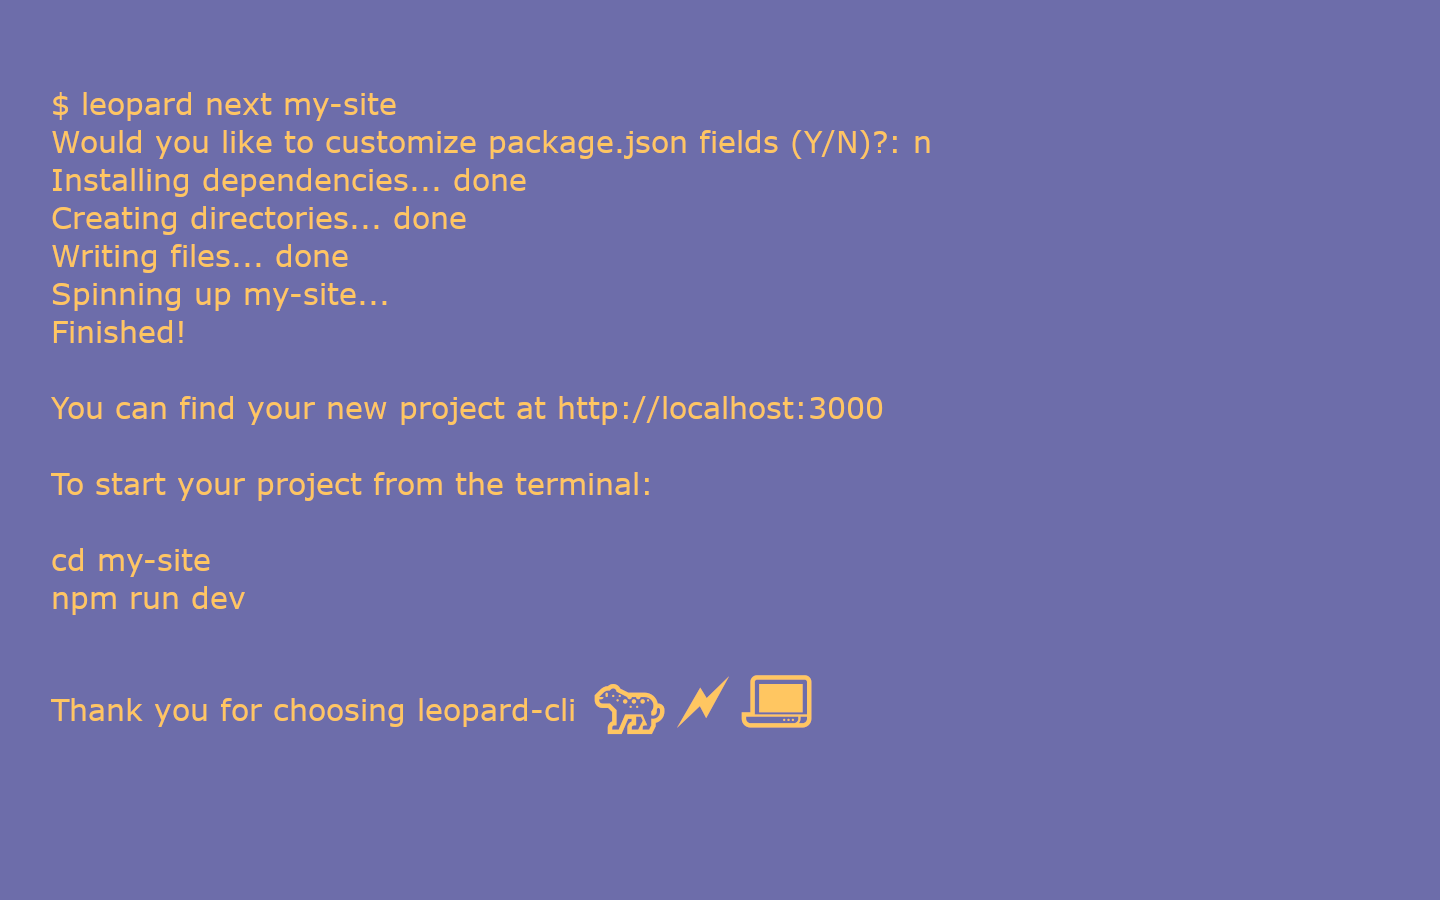 $ leopard next my-site
Would you like to customize package.json fields (Y/N)?: n
Installing dependencies... done
Creating directories... done
Writing files... done
Spinning up my-site...
Finished!
You can find your new project at http://localhost:3000
To start your project from the terminal:
cd my-site
npm run dev
Thank you for choosing leopard-cli